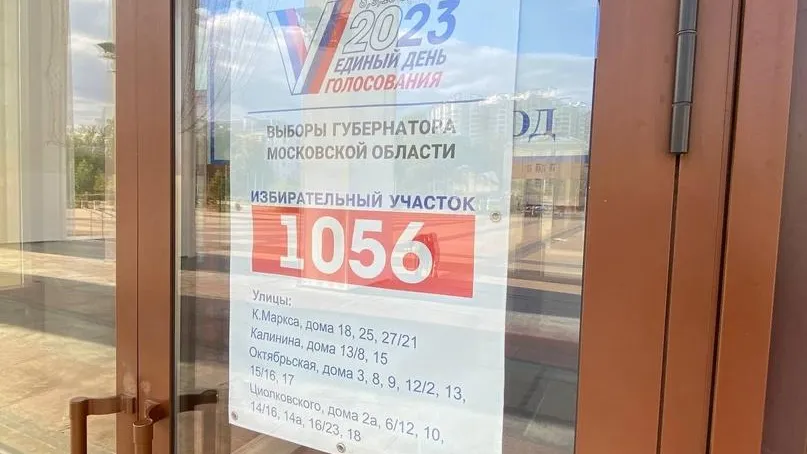 2023
ЕДИНЫЙ ДЕНЬ
ГОЛОСОВАНИЯ
ВЫБОРЫ ГУБЕРНАТОРА
МОСКОВСКОЙ ОБЛАСТИ
ИЗБИРАТЕЛЬНЫЙ УЧАСТОК
1056
Улицы:
К.Маркса, дома 18, 25, 27/21
Калинина, дома 13/8, 15
Октябрьская, дома 3, 8, 9, 12/2, 13,
15/16, 17
Циолковского, дома 2а, 6/12, 10,
14/16, 14а, 16/23, 18